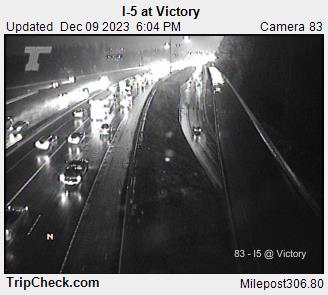 I-5 at Victory
Updated  Dec 09 2023  6:04 PM
Camera 83
T
N
83 - I5 @ Victory
TripCheck.com
Milepost306.80